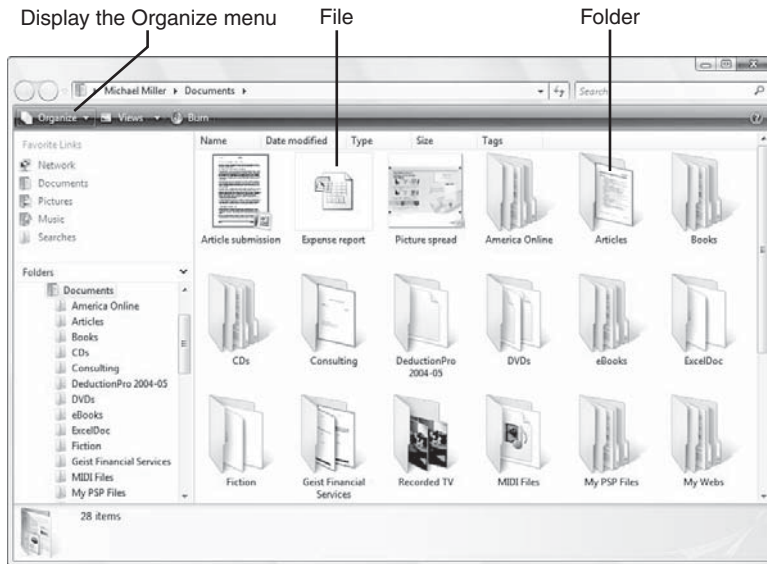 Display the Organize menu File Folder
Michael Miller Documents Search
Organize Views Burn
Favorite Links
Network
Documents
Pictures
Music
Searches
Folders
Documents
America Online
Articles
Books
CDs
Consulting
DeductionPro 2004-05
DVDs
eBooks
ExcelDoc
Fiction
Geist Financial Services
MIDI Files
My PSP Files
Name Date modified Type Size Tags
Article submission Expense report Picture spread America Online Articles Books
CDs Consulting DeductionPro 2004-05 DVDs eBooks ExcelDoc
Fiction Geist Financial Services Recorded TV MIDI Files My PSP Files My Webs
28 items